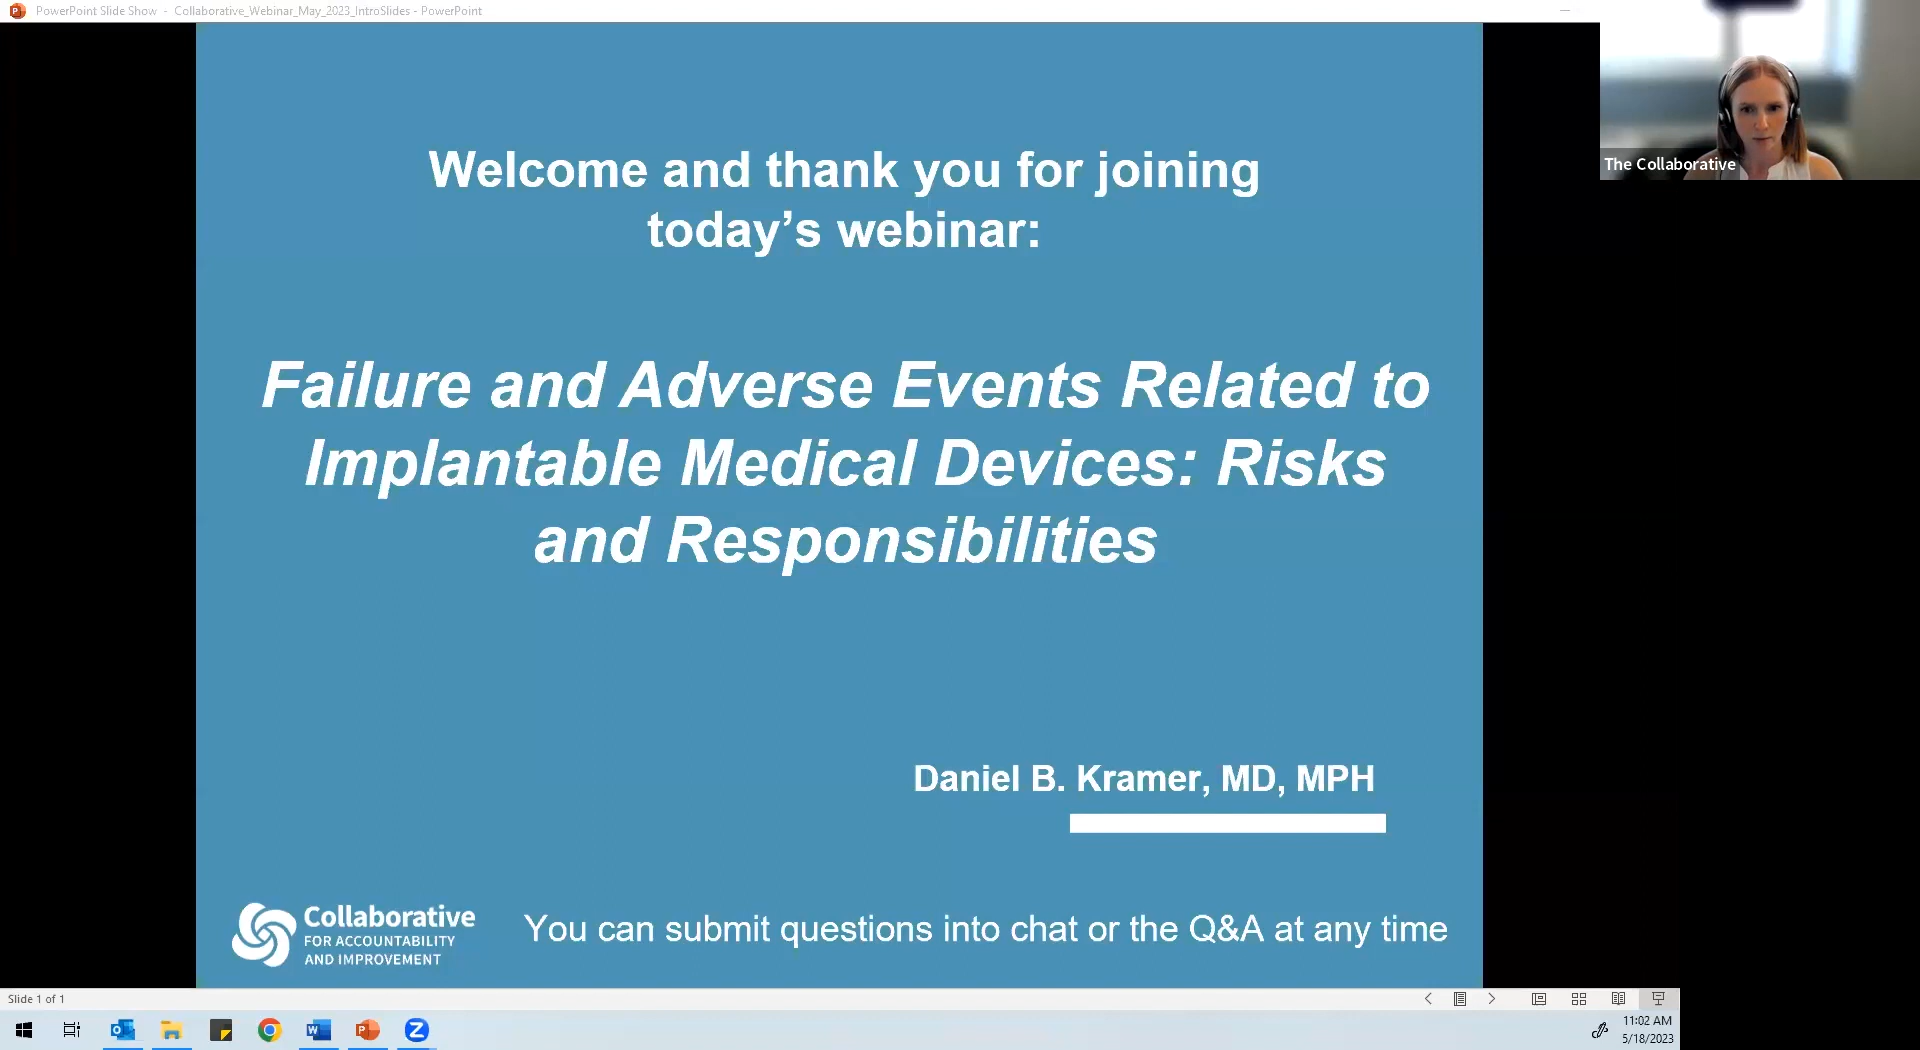 PowerPoint Slide Show - Collaborative_Webinar_May_2023_IntroSlides - PowerPoint
The Collaborative
Welcome and thank you for joining
today’s webinar:
Failure and Adverse Events Related to
Implantable Medical Devices: Risks
and Responsibilities
Daniel B. Kramer, MD, MPH
Collaborative
FOR ACCOUNTABILITY
AND IMPROVEMENT
You can submit questions into chat or the Q&A at any time
Slide 1 of 1
11:02 AM
5/18/2023